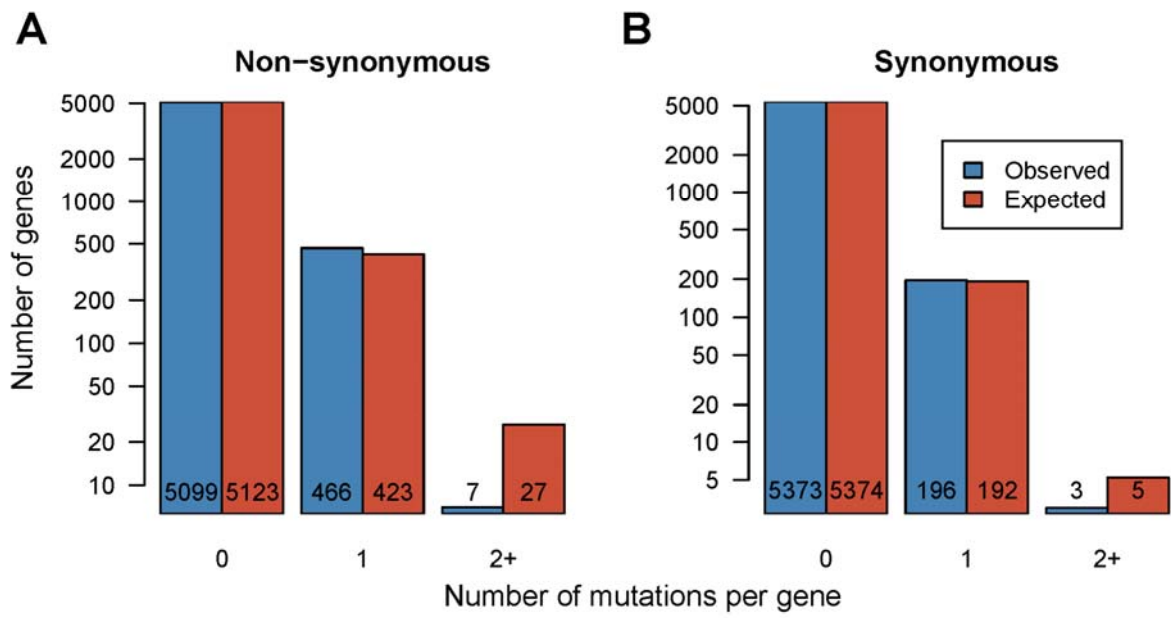 A
Non−synonymous
Number of genes
5000
2000
1000
500
200
100
50
20
10
5099 5123 466 423 7 27
0 1 2+
B
Synonymous
5000
2000
1000
500
200
100
50
20
10
5
Observed
Expected
5373 5374 196 192 3 5
0 1 2+
Number of mutations per gene